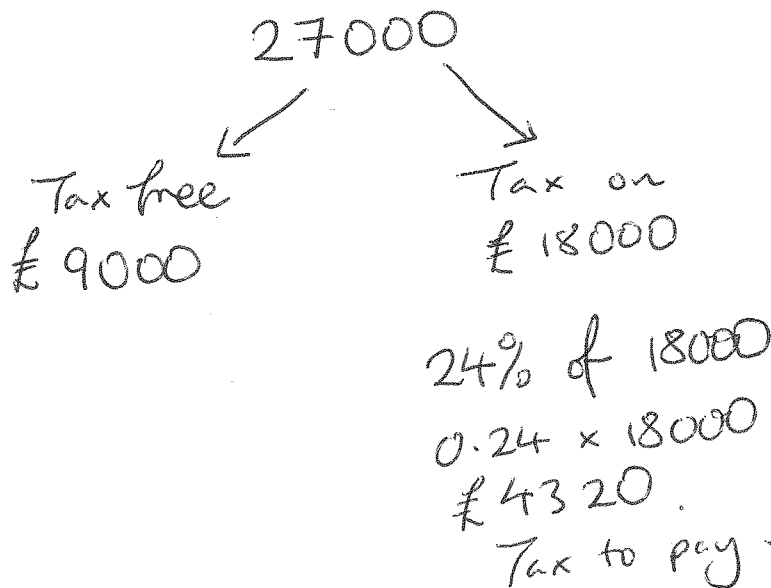 27000
Tax free
£ 9000
Tax on
£ 18000
24% of 18000
0.24 x 18000
£4320.
Tax to pay.